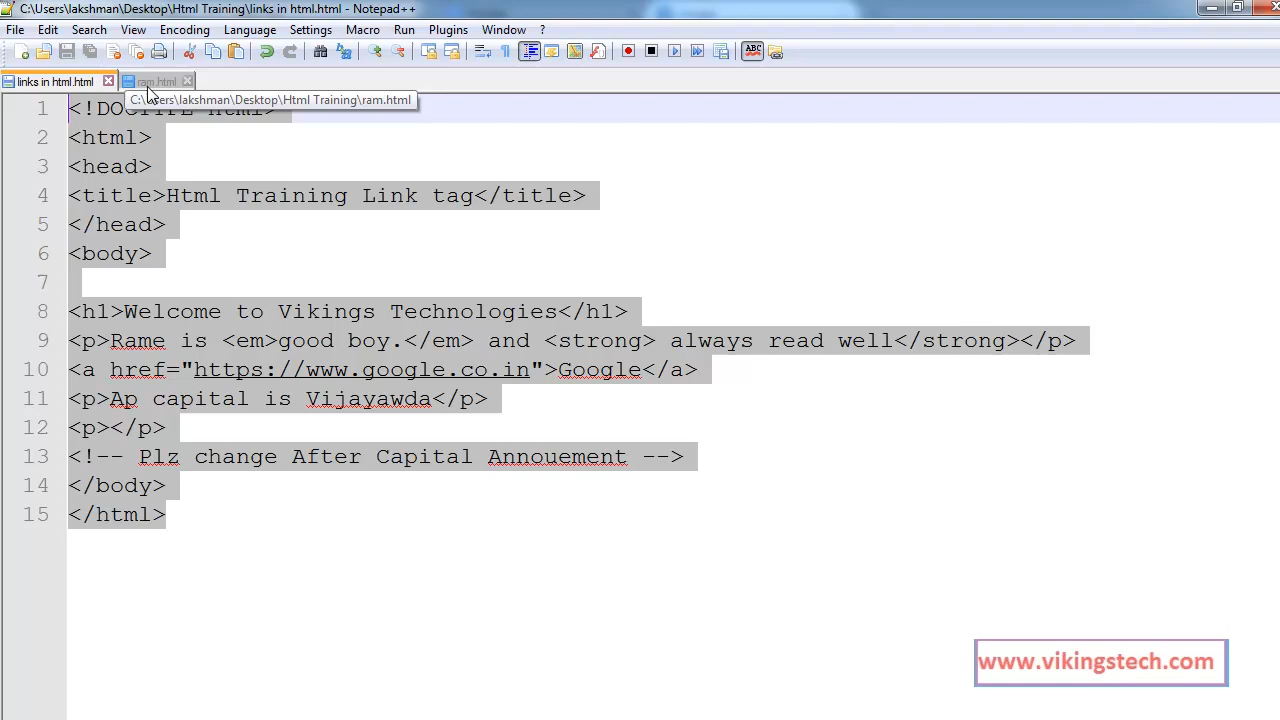 C:\Users\lakshman\Desktop\Html Training\links in html.html - Notepad++
File Edit Search View Encoding Language Settings Macro Run Plugins Window ?
ABC
links in html.html ram.html
C:\Users\lakshman\Desktop\Html Training\ram.html
1 <!DOCTYPE html>
2 <html>
3 <head>
4 <title>Html Training Link tag</title>
5 </head>
6 <body>
7
8 <h1>Welcome to Vikings Technologies</h1>
9 <p>Rame is <em>good boy.</em> and <strong> always read well</strong></p>
10 <a href="https://www.google.co.in">Google</a>
11 <p>Ap capital is Vijayawda</p>
12 <p></p>
13 <!-- Plz change After Capital Annouement -->
14 </body>
15 </html>
www.vikingstech.com